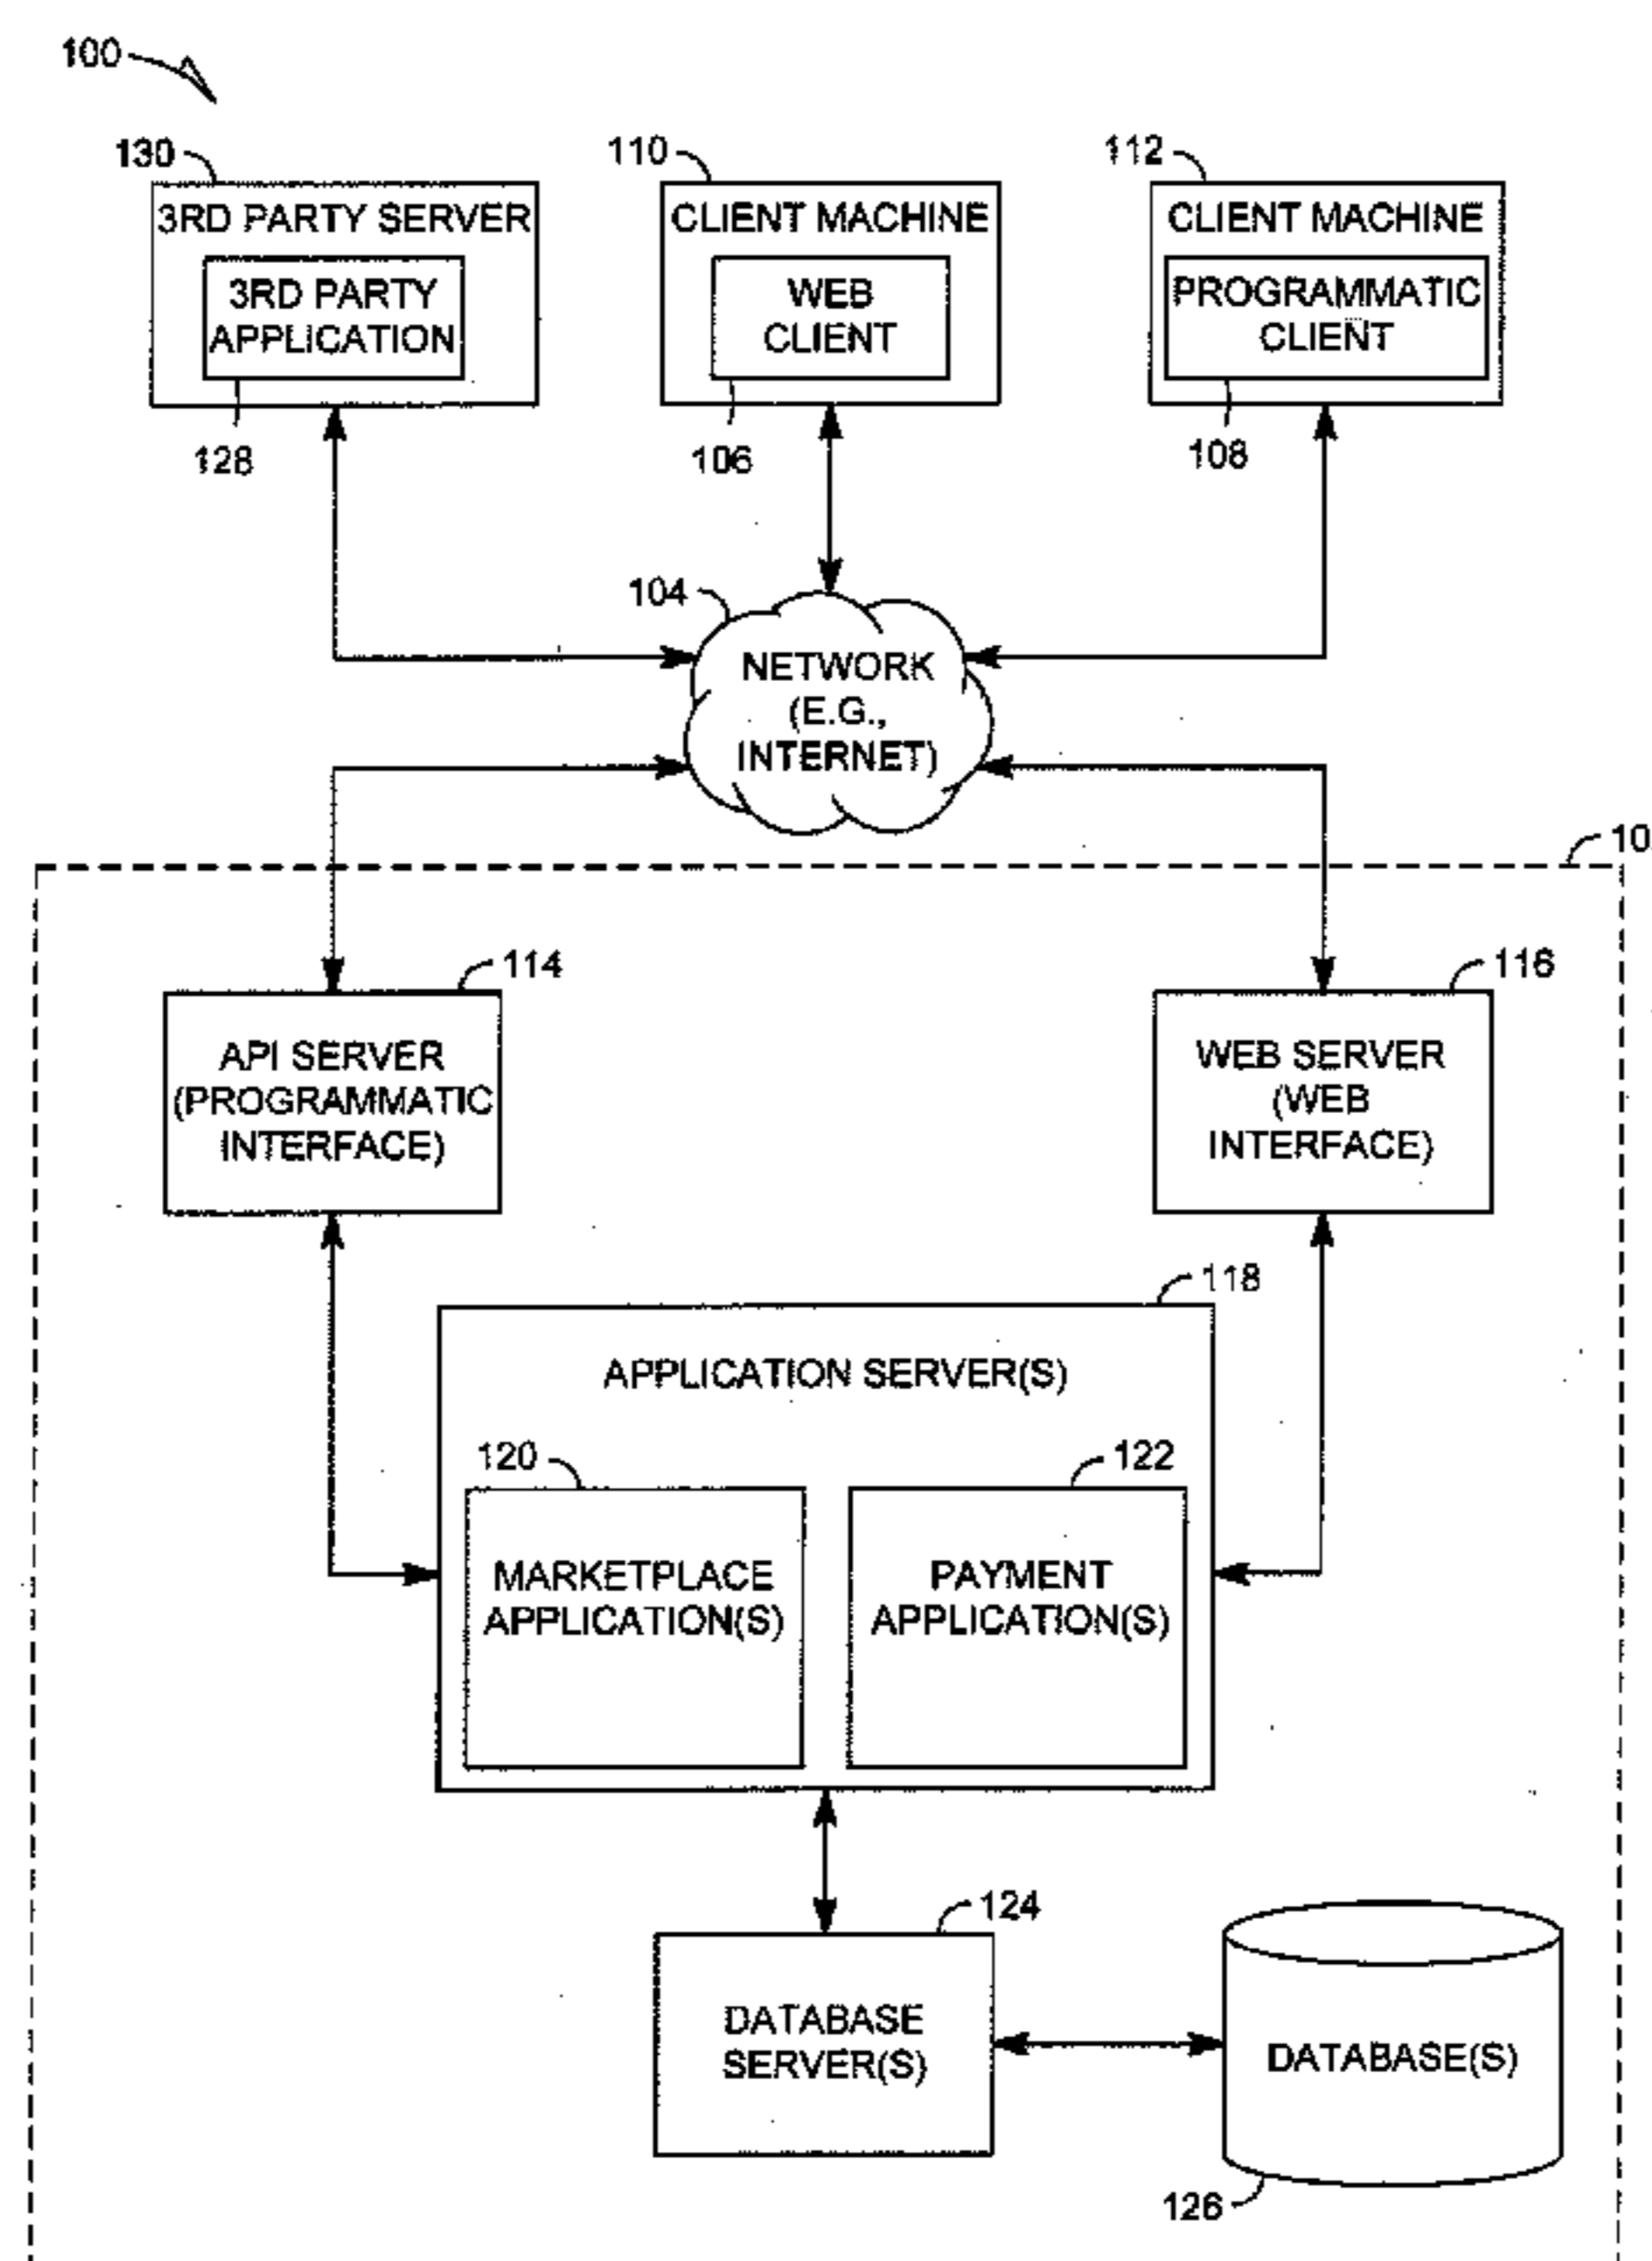 100
130
110
112
3RD PARTY SERVER
CLIENT MACHINE
CLIENT MACHINE
3RD PARTY
APPLICATION
WEB
CLIENT
PROGRAMMATIC
CLIENT
128
106
108
104
NETWORK
(E.G.,
INTERNET)
10
114
116
API SERVER
(PROGRAMMATIC
INTERFACE)
WEB SERVER
(WEB
INTERFACE)
118
APPLICATION SERVER(S)
120
122
MARKETPLACE
APPLICATION(S)
PAYMENT
APPLICATION(S)
124
DATABASE
SERVER(S)
DATABASE(S)
126